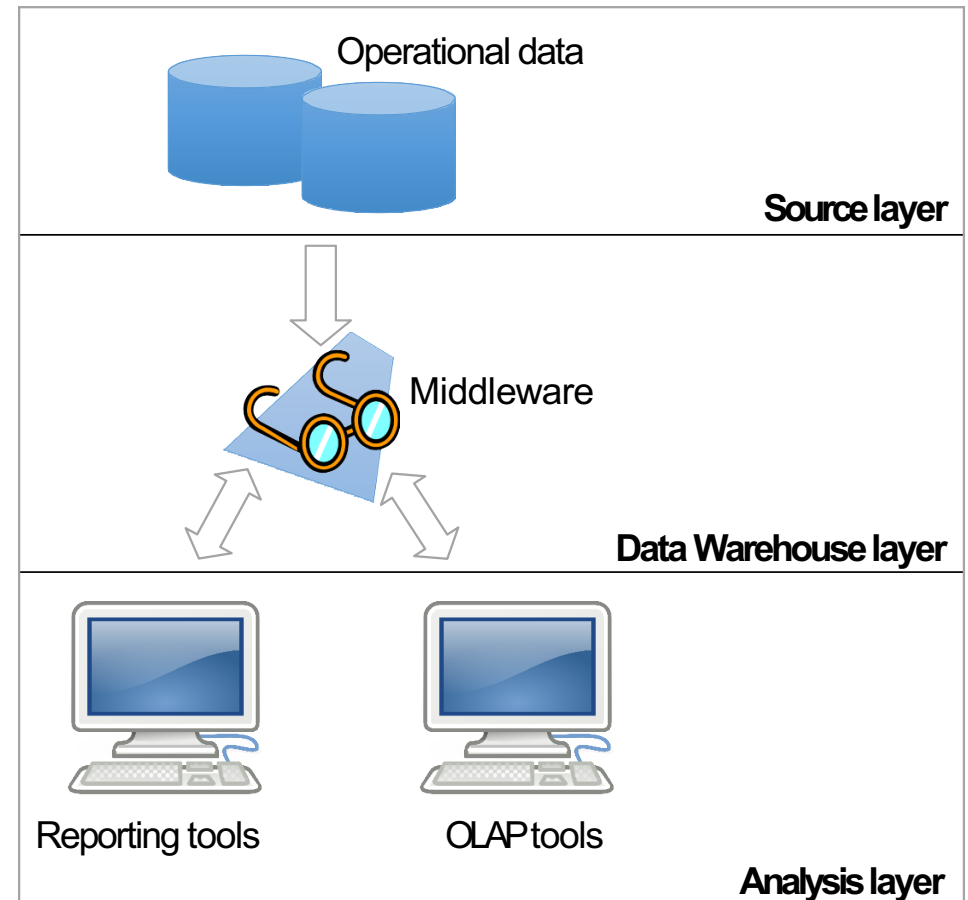 Operational data
Source layer
Middleware
Data Warehouse layer
Reporting tools
OLAP tools
Analysis layer